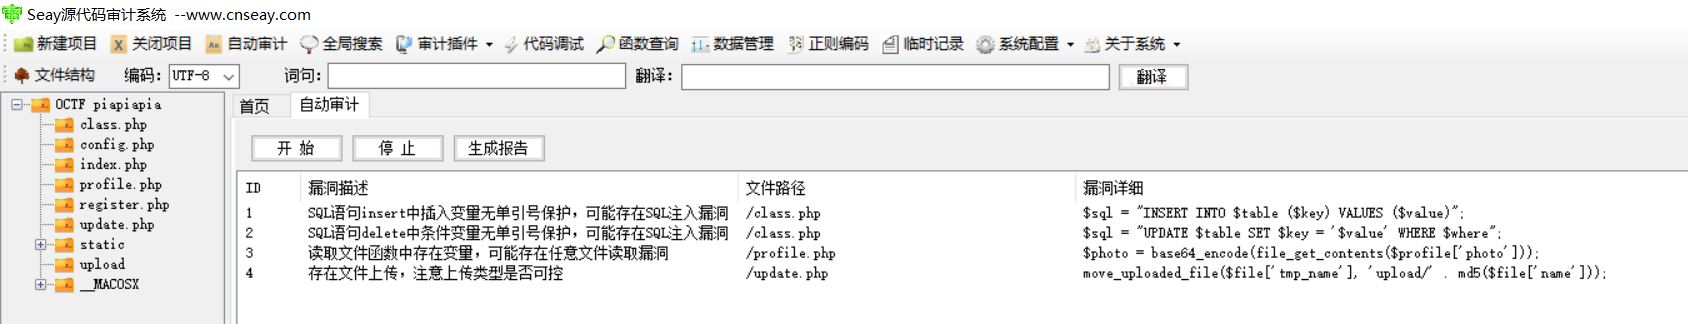 Seay源代码审计系统 --www.cnseay.com
新建项目 关闭项目 自动审计 全局搜索 审计插件 代码调试 函数查询 数据管理 正则编码 临时记录 系统配置 关于系统
文件结构 编码: UTF-8 词句: 翻译: 翻译
OCTF piapiapia
class.php
config.php
index.php
profile.php
register.php
update.php
static
upload
__MACOSX
首页 自动审计
开 始 停 止 生成报告
ID 漏洞描述 文件路径 漏洞详细
1 SQL语句insert中插入变量无单引号保护，可能存在SQL注入漏洞 /class.php $sql = "INSERT INTO $table ($key) VALUES ($value)";
2 SQL语句delete中条件变量无单引号保护，可能存在SQL注入漏洞 /class.php $sql = "UPDATE $table SET $key = '$value' WHERE $where";
3 读取文件函数中存在变量，可能存在任意文件读取漏洞 /profile.php $photo = base64_encode(file_get_contents($profile['photo']));
4 存在文件上传，注意上传类型是否可控 /update.php move_uploaded_file($file['tmp_name'], 'upload/' . md5($file['name']));